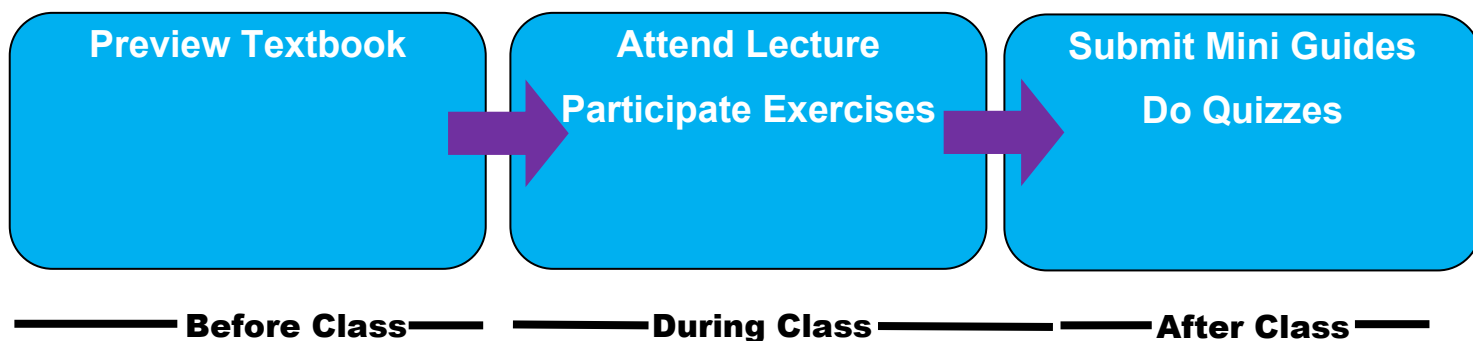 Preview Textbook
Attend Lecture
Participate Exercises
Submit Mini Guides
Do Quizzes
Before Class
During Class
After Class